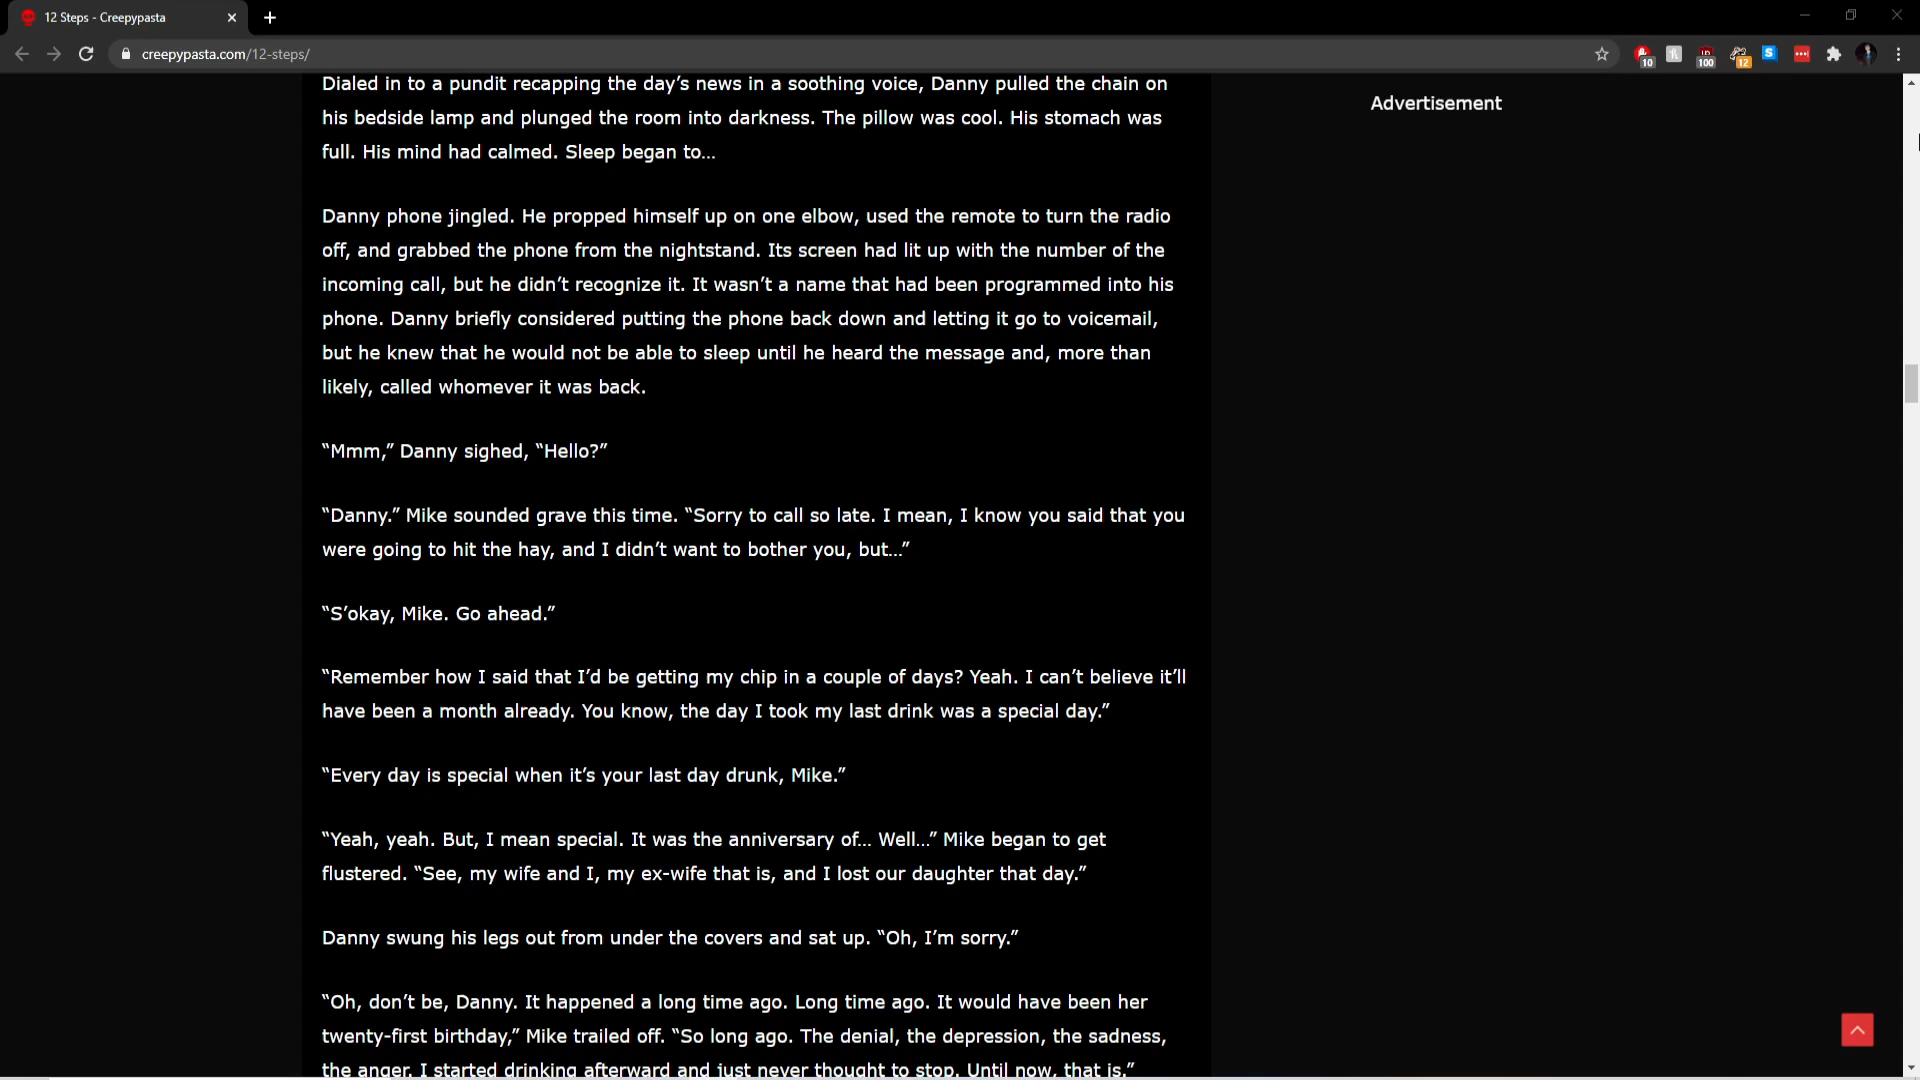 12 Steps - Creepypasta
creepypasta.com/12-steps/
10
100
12
S
Dialed in to a pundit recapping the day’s news in a soothing voice, Danny pulled the chain on
his bedside lamp and plunged the room into darkness. The pillow was cool. His stomach was
full. His mind had calmed. Sleep began to…
Advertisement
Danny phone jingled. He propped himself up on one elbow, used the remote to turn the radio
off, and grabbed the phone from the nightstand. Its screen had lit up with the number of the
incoming call, but he didn’t recognize it. It wasn’t a name that had been programmed into his
phone. Danny briefly considered putting the phone back down and letting it go to voicemail,
but he knew that he would not be able to sleep until he heard the message and, more than
likely, called whomever it was back.
“Mmm,” Danny sighed, “Hello?”
“Danny.” Mike sounded grave this time. “Sorry to call so late. I mean, I know you said that you
were going to hit the hay, and I didn’t want to bother you, but…”
“S’okay, Mike. Go ahead.”
“Remember how I said that I’d be getting my chip in a couple of days? Yeah. I can’t believe it’ll
have been a month already. You know, the day I took my last drink was a special day.”
“Every day is special when it’s your last day drunk, Mike.”
“Yeah, yeah. But, I mean special. It was the anniversary of… Well…” Mike began to get
flustered. “See, my wife and I, my ex-wife that is, and I lost our daughter that day.”
Danny swung his legs out from under the covers and sat up. “Oh, I’m sorry.”
“Oh, don’t be, Danny. It happened a long time ago. Long time ago. It would have been her
twenty-first birthday,” Mike trailed off. “So long ago. The denial, the depression, the sadness,
the anger. I started drinking afterward and just never thought to stop. Until now, that is.”